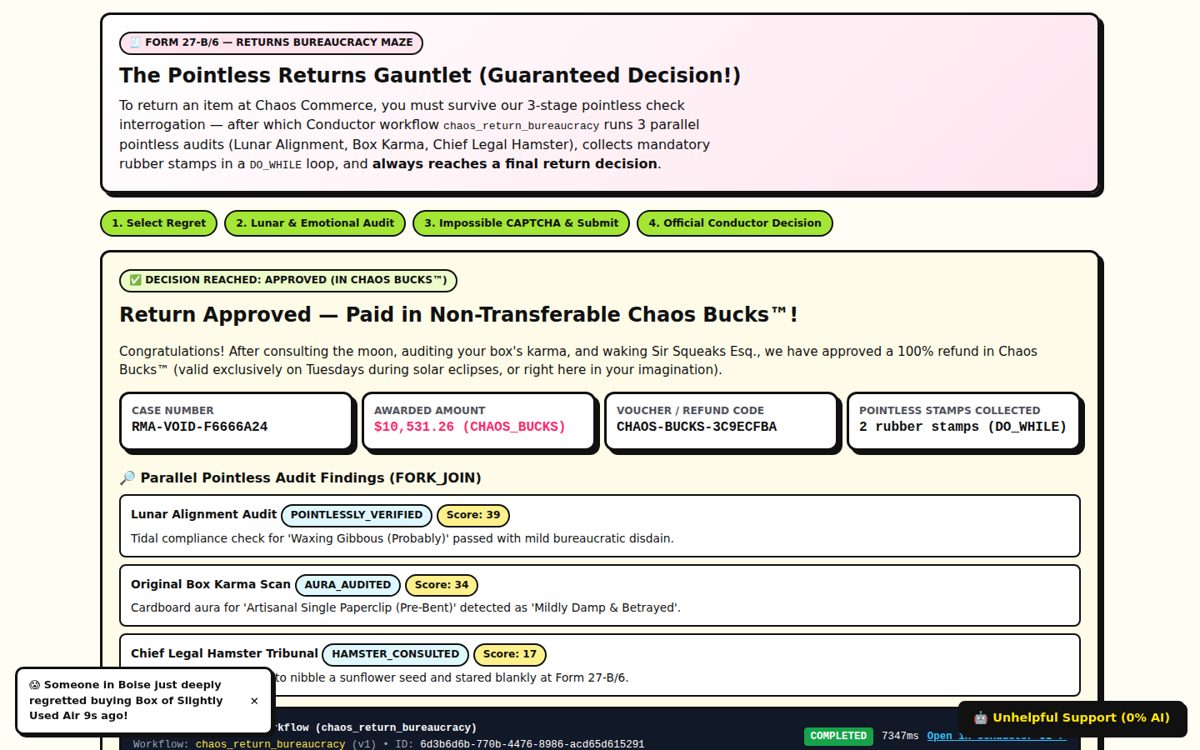 🧾 FORM 27-B/6 — RETURNS BUREAUCRACY MAZE
The Pointless Returns Gauntlet (Guaranteed Decision!)
To return an item at Chaos Commerce, you must survive our 3-stage pointless check
interrogation — after which Conductor workflow chaos_return_bureaucracy runs 3 parallel
pointless audits (Lunar Alignment, Box Karma, Chief Legal Hamster), collects mandatory
rubber stamps in a DO_WHILE loop, and always reaches a final return decision.
1. Select Regret
2. Lunar & Emotional Audit
3. Impossible CAPTCHA & Submit
4. Official Conductor Decision
✅ DECISION REACHED: APPROVED (IN CHAOS BUCKS™)
Return Approved — Paid in Non-Transferable Chaos Bucks™!
Congratulations! After consulting the moon, auditing your box's karma, and waking Sir Squeaks Esq., we have approved a 100% refund in Chaos
Bucks™ (valid exclusively on Tuesdays during solar eclipses, or right here in your imagination).
CASE NUMBER
RMA-VOID-F6666A24
AWARDED AMOUNT
$10,531.26 (CHAOS_BUCKS)
VOUCHER / REFUND CODE
CHAOS-BUCKS-3C9ECFBA
POINTLESS STAMPS COLLECTED
2 rubber stamps (DO_WHILE)
🔎 Parallel Pointless Audit Findings (FORK_JOIN)
Lunar Alignment Audit POINTLESSLY_VERIFIED Score: 39
Tidal compliance check for 'Waxing Gibbous (Probably)' passed with mild bureaucratic disdain.
Original Box Karma Scan AURA_AUDITED Score: 34
Cardboard aura for 'Artisanal Single Paperclip (Pre-Bent)' detected as 'Mildly Damp & Betrayed'.
Chief Legal Hamster Tribunal HAMSTER_CONSULTED Score: 17
to nibble a sunflower seed and stared blankly at Form 27-B/6.
(chaos_return_bureaucracy)
Workflow: chaos_return_bureaucracy (v1) • ID: 6d3b6d6b-770b-4476-8986-acd65d615291
COMPLETED 7347ms
😱 Someone in Boise just deeply
regretted buying Box of Slightly
Used Air 9s ago!
×
🤖 Unhelpful Support (0% AI)